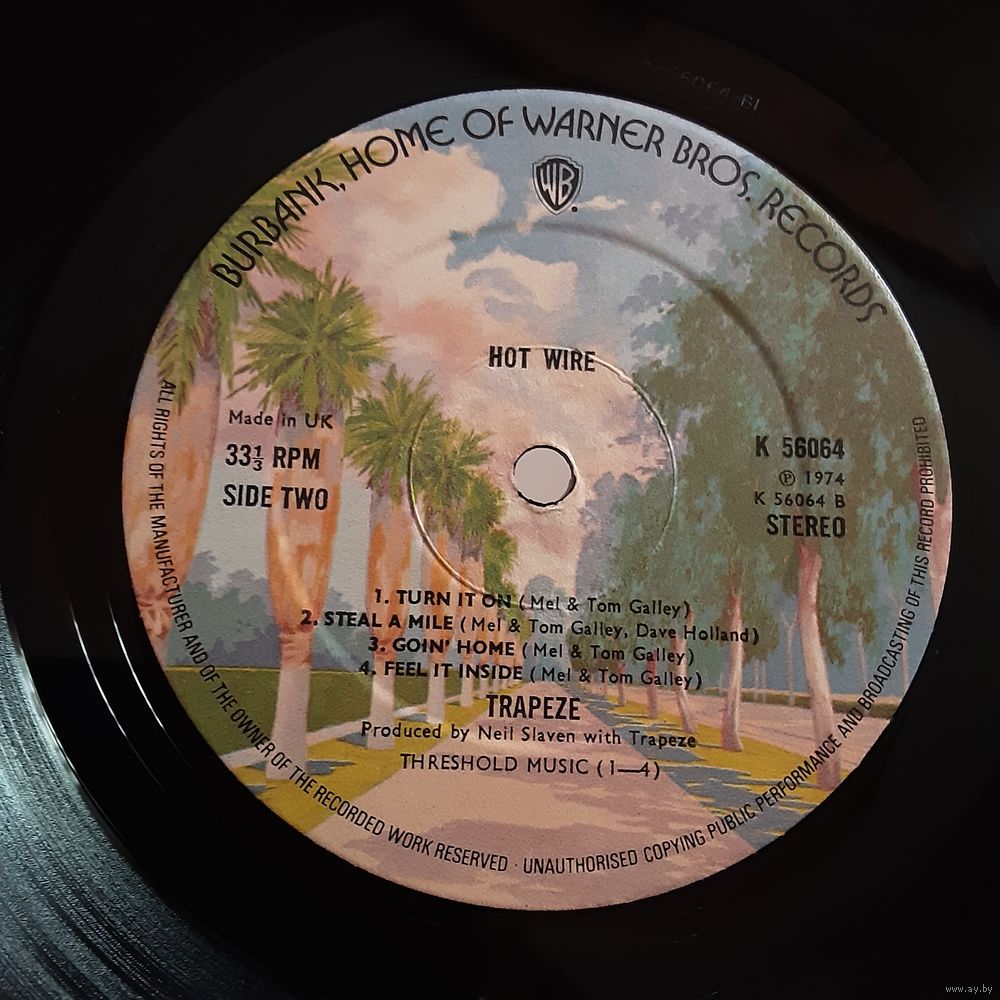 K-56064-B1
BURBANK, HOME OF WARNER BROS. RECORDS
WB
HOT WIRE
Made in UK
33⅓ RPM
SIDE TWO
K 56064
℗ 1974
K 56064 B
STEREO
1. TURN IT ON (Mel & Tom Galley)
2. STEAL A MILE (Mel & Tom Galley, Dave Holland)
3. GOIN' HOME (Mel & Tom Galley)
4. FEEL IT INSIDE (Mel & Tom Galley)
TRAPEZE
Produced by Neil Slaven with Trapeze
THRESHOLD MUSIC (1—4)
ALL RIGHTS OF THE MANUFACTURER AND OF THE OWNER OF THE RECORDED WORK RESERVED · UNAUTHORISED COPYING PUBLIC PERFORMANCE AND BROADCASTING OF THIS RECORD PROHIBITED
www.ay.by